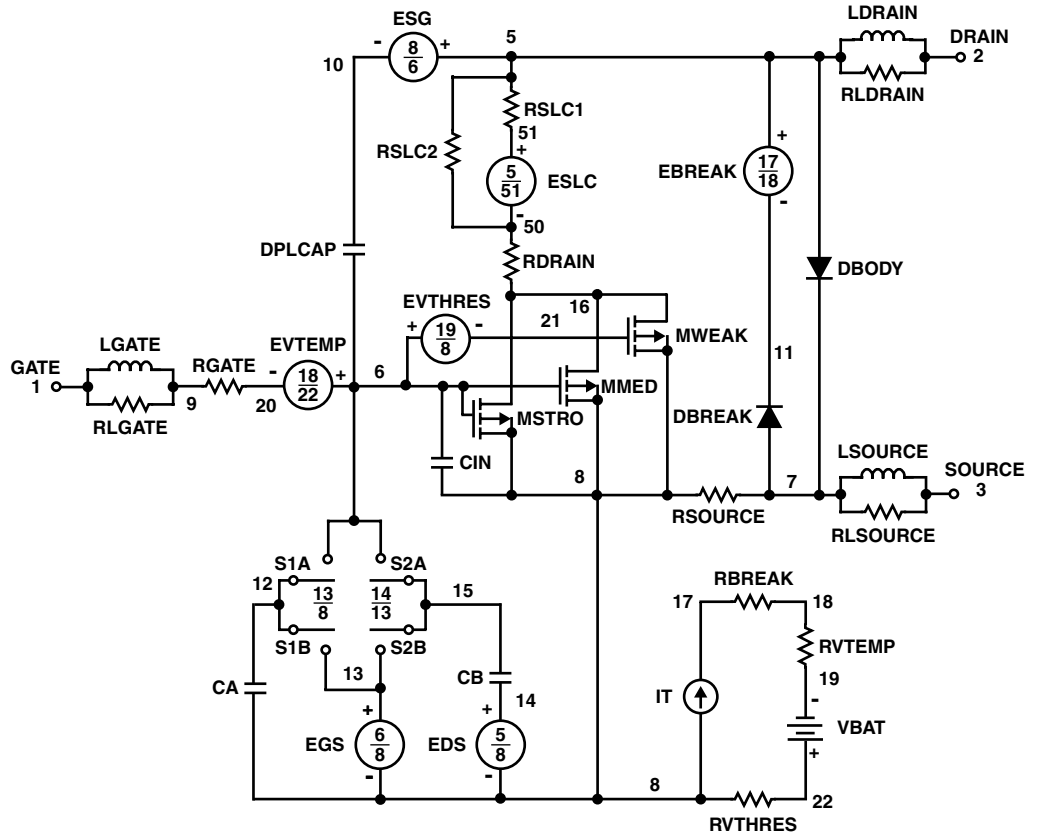 LDRAIN
DRAIN
2
RLDRAIN
ESG
- 8/6 +
5
10
RSLC1
51
RSLC2
+
5/51
ESLC
-
50
+
EBREAK
17/18
-
DPLCAP
RDRAIN
DBODY
EVTHRES
+ 19/8 -
16
21
MWEAK
LGATE
GATE
1
RGATE
EVTEMP
- 18/22 +
6
9
20
RLGATE
MMED
11
MSTRO
DBREAK
CIN
8
RSOURCE
7
LSOURCE
SOURCE
3
RLSOURCE
S1A
S2A
12
13/8
14/13
15
S1B
S2B
13
CA
CB
14
+
EGS
6/8
-
+
EDS
5/8
-
RBREAK
17
18
RVTEMP
19
IT
-
VBAT
+
8
22
RVTHRES